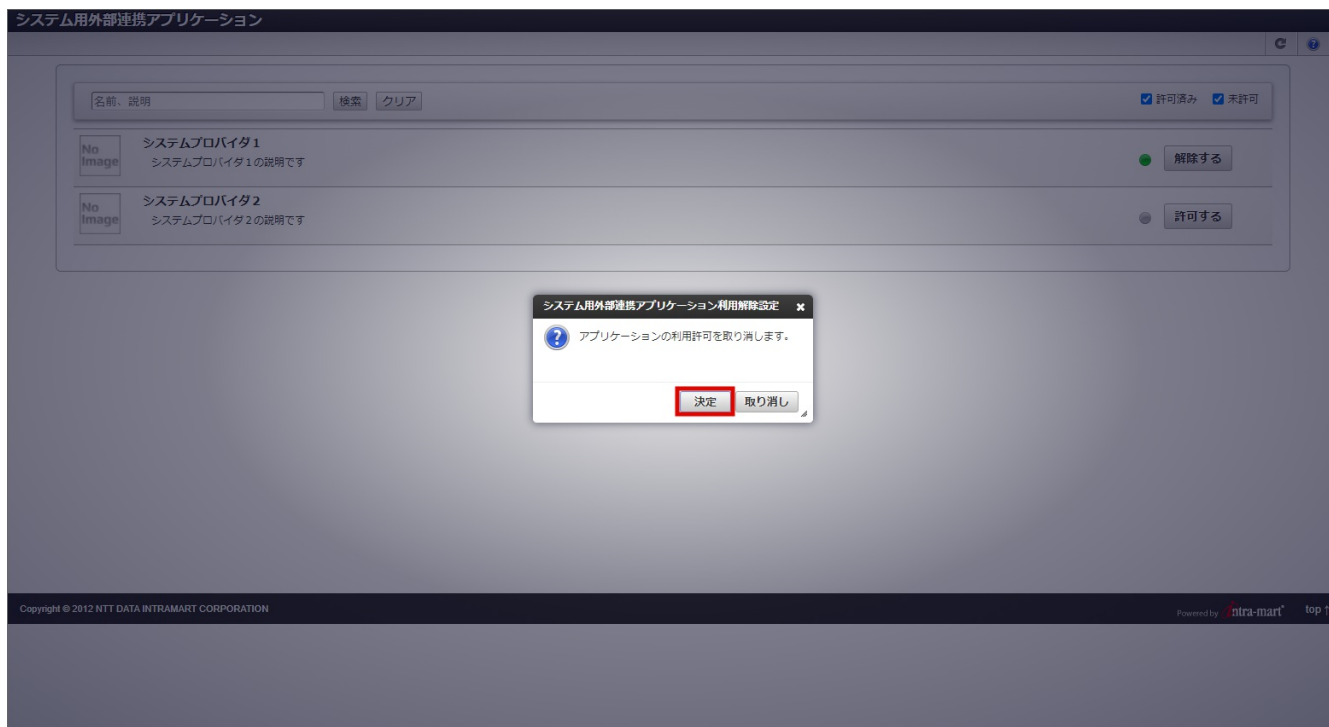 システム用外部連携アプリケーション
名前、説明 検索 クリア 許可済み 未許可
No Image
システムプロバイダ1
システムプロバイダ1の説明です
解除する
No Image
システムプロバイダ2
システムプロバイダ2の説明です
許可する
システム用外部連携アプリケーション利用解除設定
アプリケーションの利用許可を取り消します。
決定 取り消し
Copyright © 2012 NTT DATA INTRAMART CORPORATION Powered by intra-mart top ↑